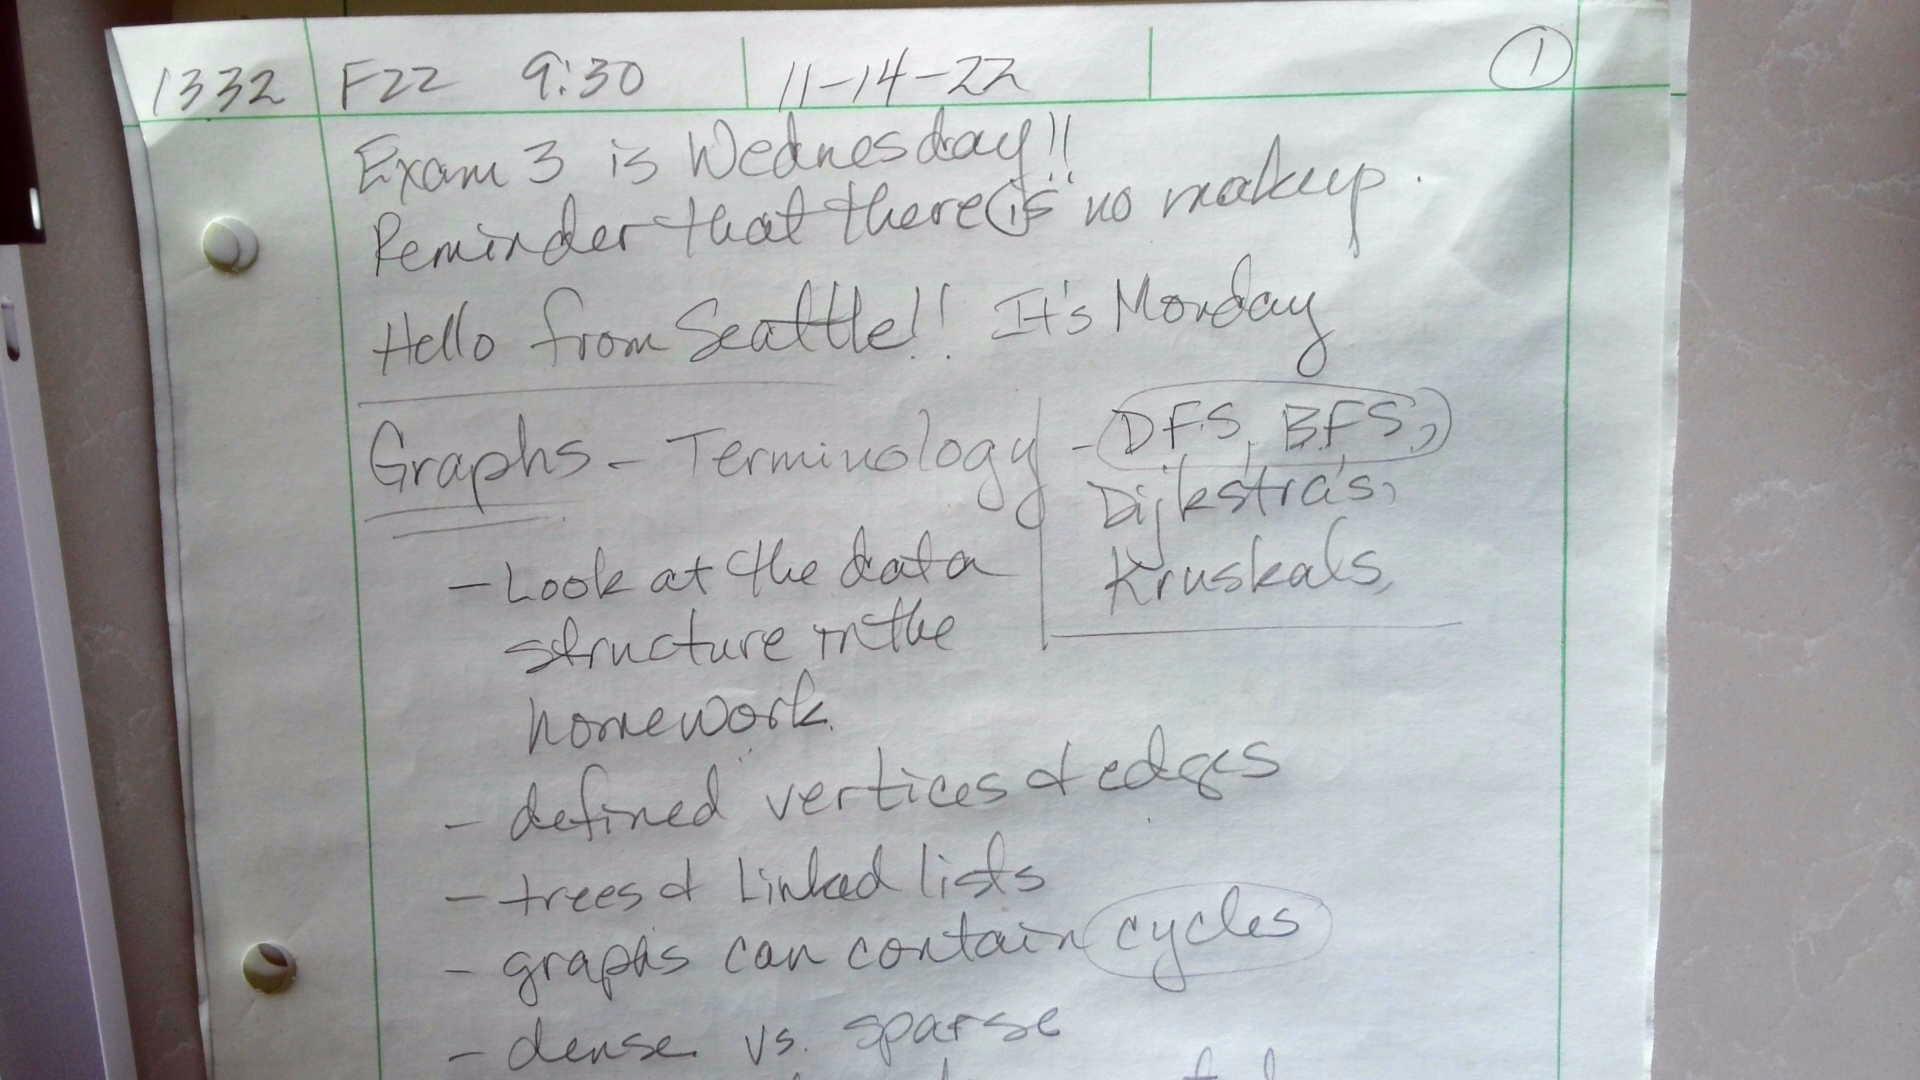 1332 F22 9:30 11-14-22 1
Exam 3 is Wednesday!!
Reminder that there is no makeup.
Hello from Seattle!! It's Monday
Graphs - Terminology - DFS, BFS,
Dijkstra's,
Kruskals,
- Look at the data
structure in the
homework.
- defined vertices & edges
- trees & Linked lists
- graphs can contain cycles
- dense vs. sparse